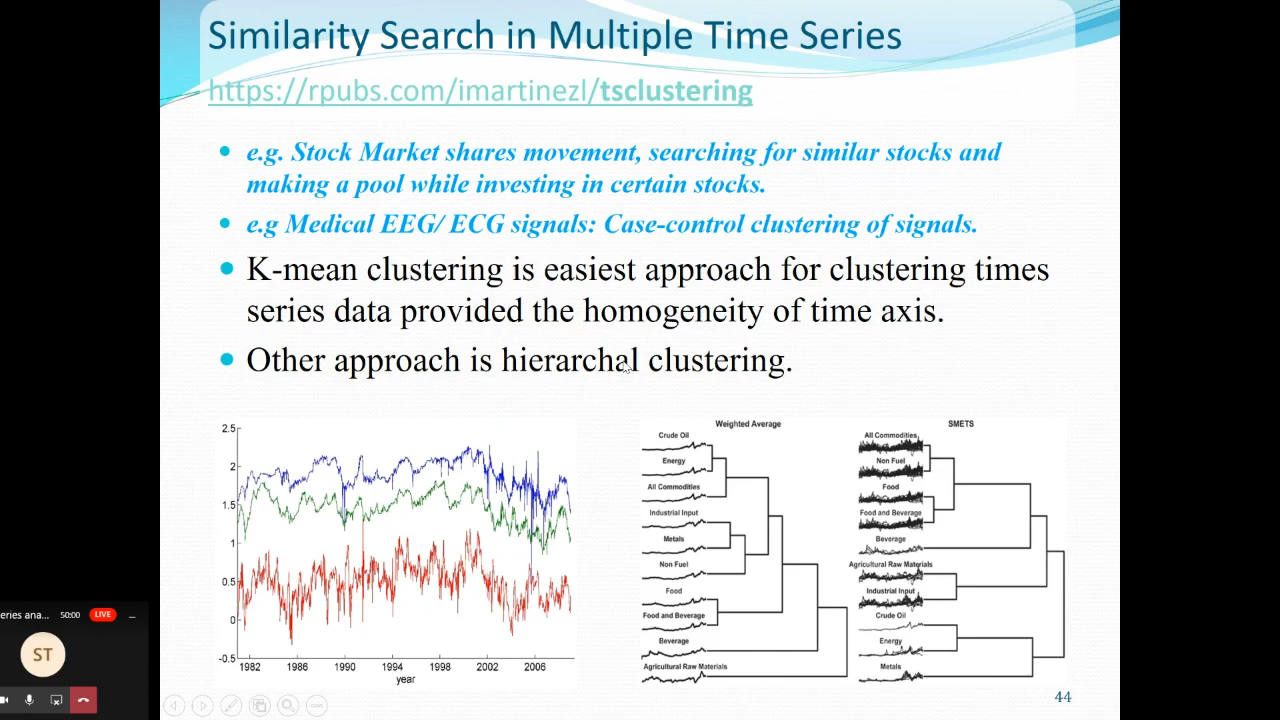 Similarity Search in Multiple Time Series
https://rpubs.com/imartinezl/tsclustering
e.g. Stock Market shares movement, searching for similar stocks and
making a pool while investing in certain stocks.
e.g Medical EEG/ ECG signals: Case-control clustering of signals.
K-mean clustering is easiest approach for clustering times
series data provided the homogeneity of time axis.
Other approach is hierarchal clustering.
2.5
2
1.5
1
0.5
0
-0.5
1982 1986 1990 1994 1998 2002 2006
year
Weighted Average
Crude Oil
Energy
All Commodities
Industrial Input
Metals
Non Fuel
Food
Food and Beverage
Beverage
Agricultural Raw Materials
SMETS
All Commodities
Non Fuel
Food
Food and Beverage
Beverage
Agricultural Raw Materials
Industrial Input
Crude Oil
Energy
Metals
eries ana... 50:00 LIVE
ST
44